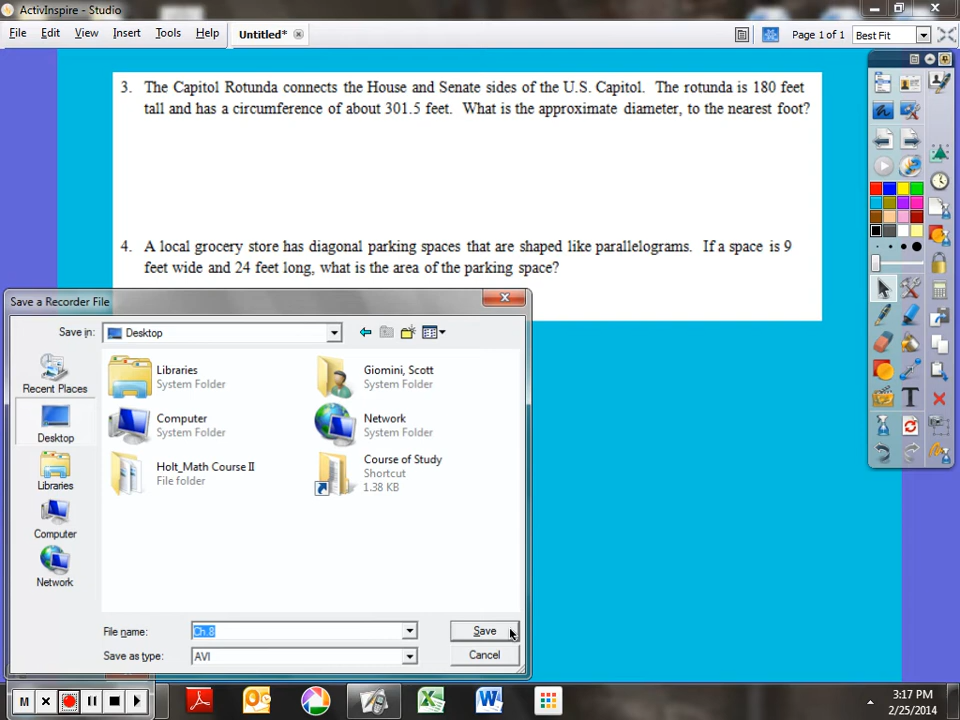 ActivInspire - Studio
File Edit View Insert Tools Help Untitled* Page 1 of 1 Best Fit
3. The Capitol Rotunda connects the House and Senate sides of the U.S. Capitol. The rotunda is 180 feet
tall and has a circumference of about 301.5 feet. What is the approximate diameter, to the nearest foot?
4. A local grocery store has diagonal parking spaces that are shaped like parallelograms. If a space is 9
feet wide and 24 feet long, what is the area of the parking space?
Save a Recorder File
Save in: Desktop
Recent Places
Desktop
Libraries
Computer
Network
Libraries
System Folder
Giomini, Scott
System Folder
Computer
System Folder
Network
System Folder
Holt_Math Course II
File folder
Course of Study
Shortcut
1.38 KB
File name: Ch.8 Save
Save as type: AVI Cancel
M
3:17 PM
2/25/2014